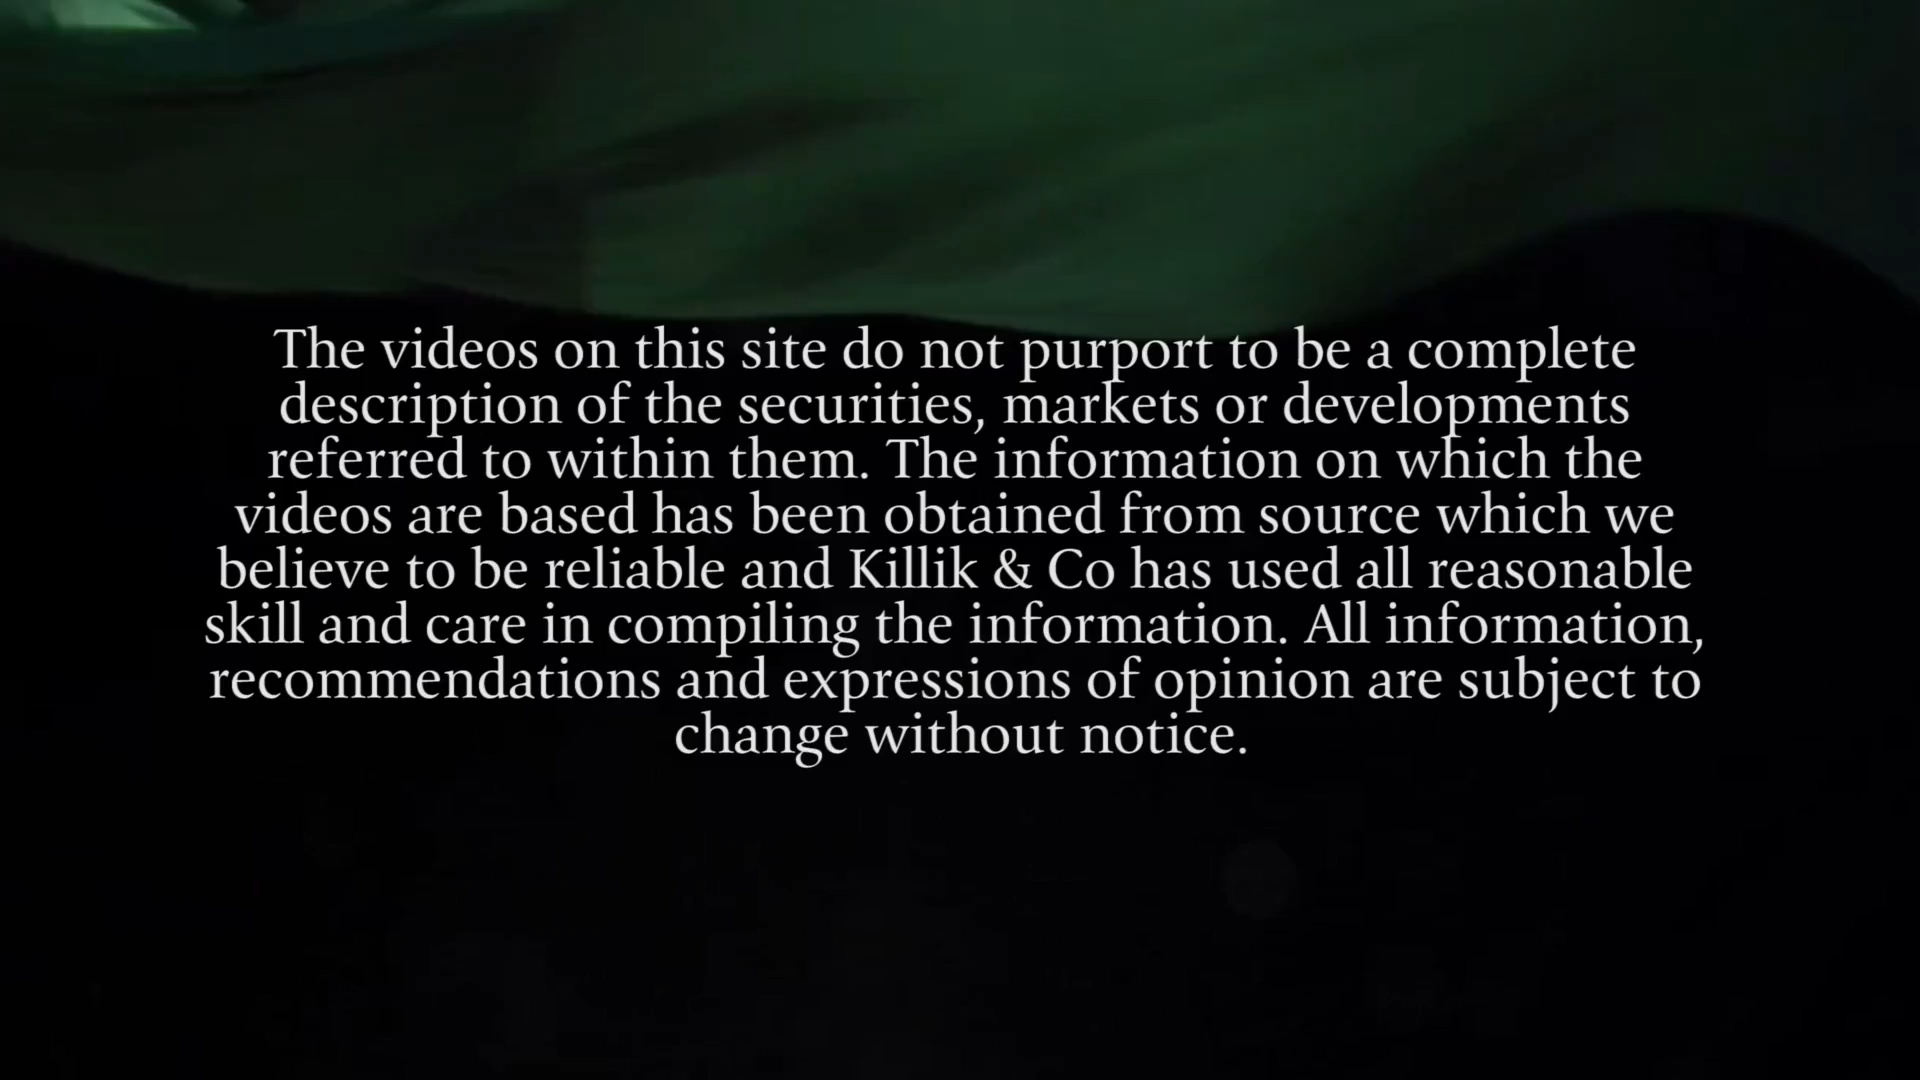 The videos on this site do not purport to be a complete
description of the securities, markets or developments
referred to within them. The information on which the
videos are based has been obtained from source which we
believe to be reliable and Killik & Co has used all reasonable
skill and care in compiling the information. All information,
recommendations and expressions of opinion are subject to
change without notice.